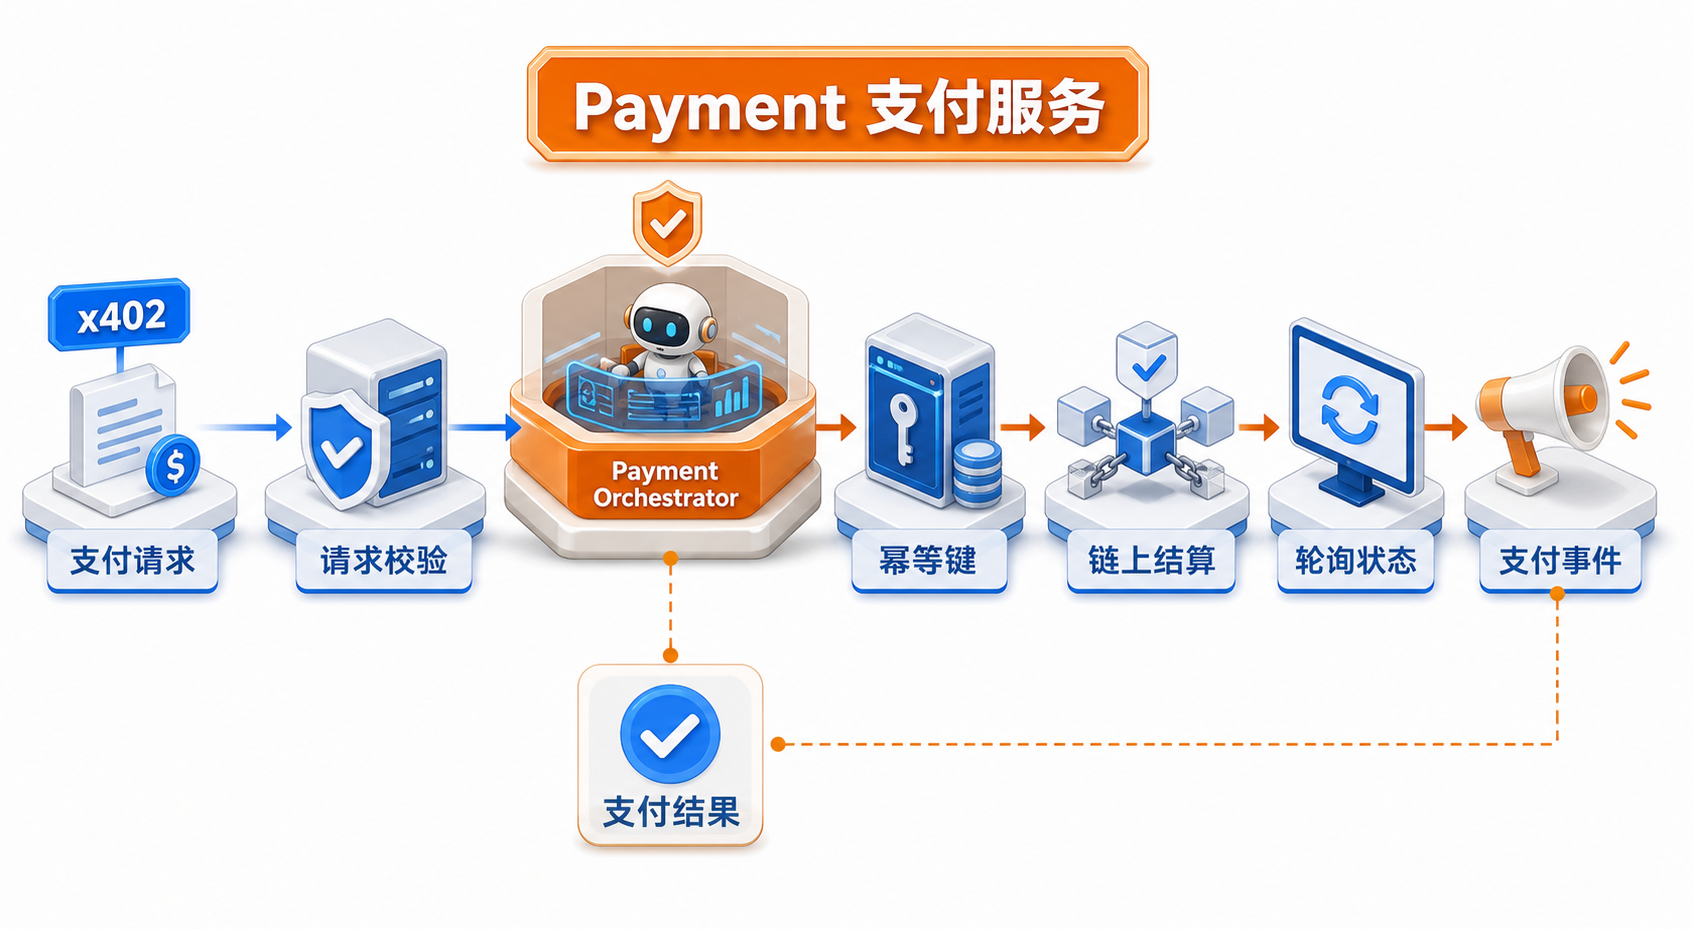 Payment 支付服务
x402
Payment
Orchestrator
支付请求
请求校验
幂等键
链上结算
轮询状态
支付事件
支付结果